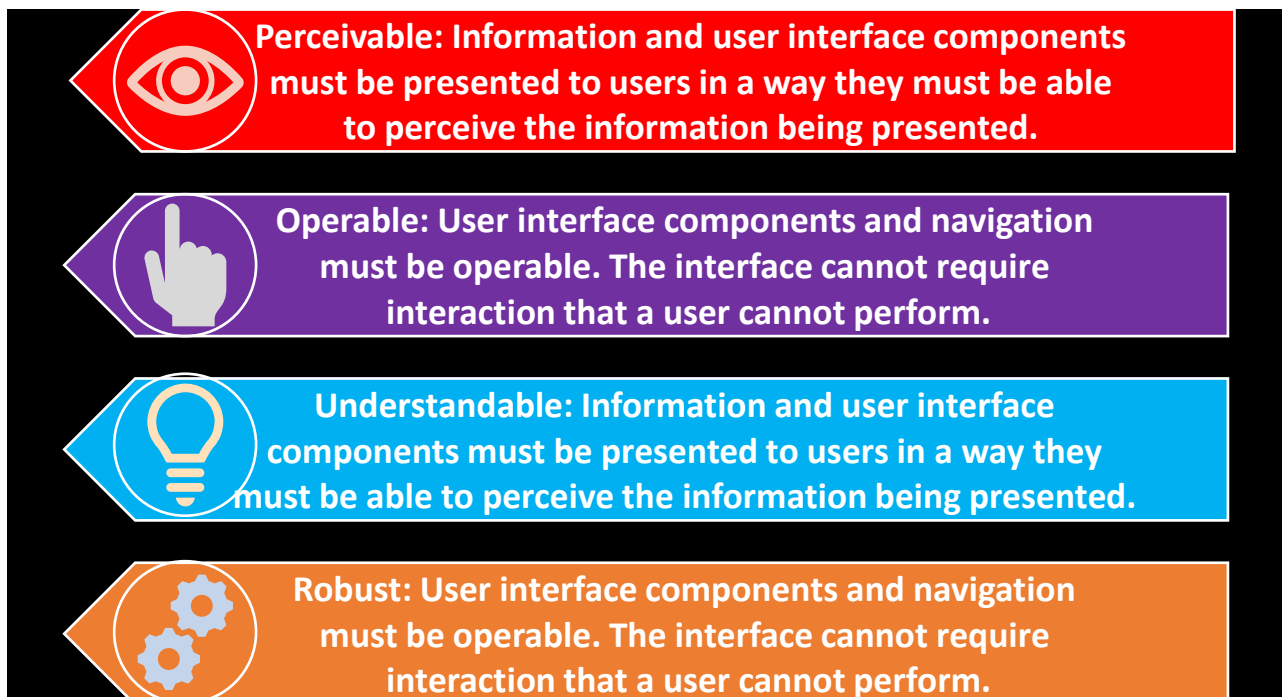 Perceivable: Information and user interface components
must be presented to users in a way they must be able
to perceive the information being presented.
Operable: User interface components and navigation
must be operable. The interface cannot require
interaction that a user cannot perform.
Understandable: Information and user interface
components must be presented to users in a way they
must be able to perceive the information being presented.
Robust: User interface components and navigation
must be operable. The interface cannot require
interaction that a user cannot perform.